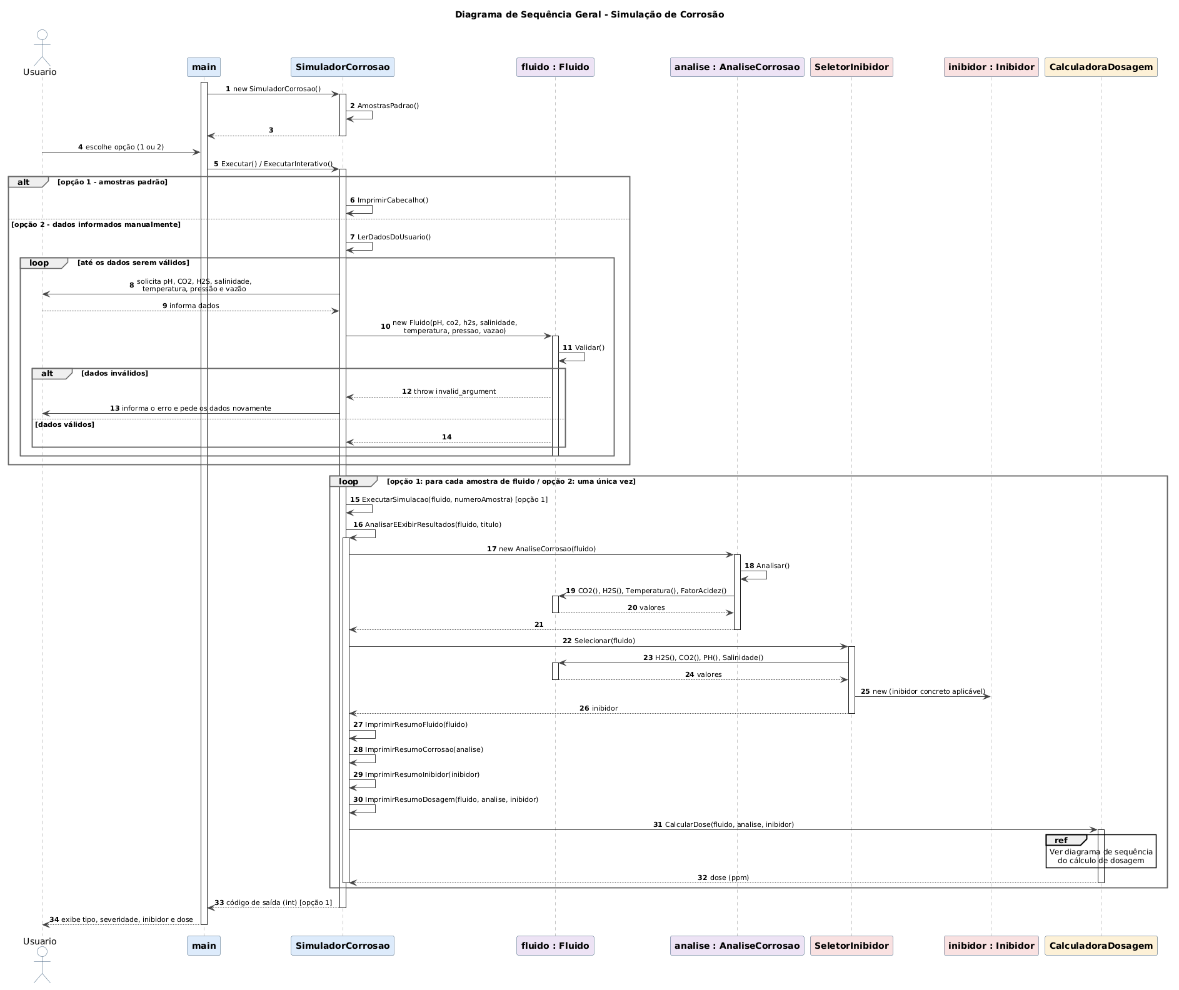 Diagrama de Sequência Geral - Simulação de Corrosão
Usuario
main
SimuladorCorrosao
fluido : Fluido
analise : AnaliseCorrosao
SeletorInibidor
inibidor : Inibidor
CalculadoraDosagem
1 new SimuladorCorrosao()
2 AmostrasPadrao()
3
4 escolhe opção (1 ou 2)
5 Executar() / ExecutarInterativo()
alt [opção 1 - amostras padrão]
6 ImprimirCabecalho()
[opção 2 - dados informados manualmente]
7 LerDadosDoUsuario()
loop [até os dados serem válidos]
8 solicita pH, CO2, H2S, salinidade,
temperatura, pressão e vazão
9 informa dados
10 new Fluido(pH, co2, h2s, salinidade,
temperatura, pressao, vazao)
11 Validar()
alt [dados inválidos]
12 throw invalid_argument
13 informa o erro e pede os dados novamente
[dados válidos]
14
loop [opção 1: para cada amostra de fluido / opção 2: uma única vez]
15 ExecutarSimulacao(fluido, numeroAmostra) [opção 1]
16 AnalisarEExibirResultados(fluido, titulo)
17 new AnaliseCorrosao(fluido)
18 Analisar()
19 CO2(), H2S(), Temperatura(), FatorAcidez()
20 valores
21
22 Selecionar(fluido)
23 H2S(), CO2(), PH(), Salinidade()
24 valores
25 new (inibidor concreto aplicável)
26 inibidor
27 ImprimirResumoFluido(fluido)
28 ImprimirResumoCorrosao(analise)
29 ImprimirResumoInibidor(inibidor)
30 ImprimirResumoDosagem(fluido, analise, inibidor)
31 CalcularDose(fluido, analise, inibidor)
ref
Ver diagrama de sequência
do cálculo de dosagem
32 dose (ppm)
33 código de saída (int) [opção 1]
34 exibe tipo, severidade, inibidor e dose
Usuario
main
SimuladorCorrosao
fluido : Fluido
analise : AnaliseCorrosao
SeletorInibidor
inibidor : Inibidor
CalculadoraDosagem